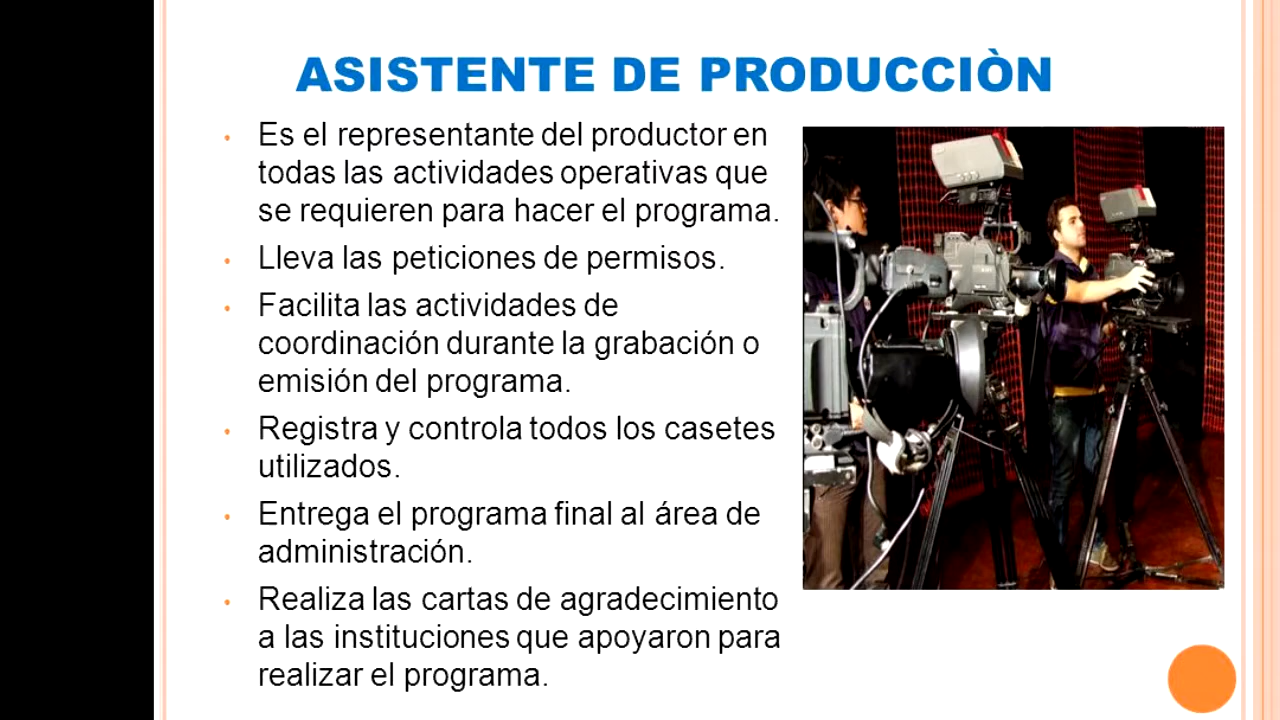 ASISTENTE DE PRODUCCIÒN
• Es el representante del productor en
todas las actividades operativas que
se requieren para hacer el programa.
• Lleva las peticiones de permisos.
• Facilita las actividades de
coordinación durante la grabación o
emisión del programa.
• Registra y controla todos los casetes
utilizados.
• Entrega el programa final al área de
administración.
• Realiza las cartas de agradecimiento
a las instituciones que apoyaron para
realizar el programa.